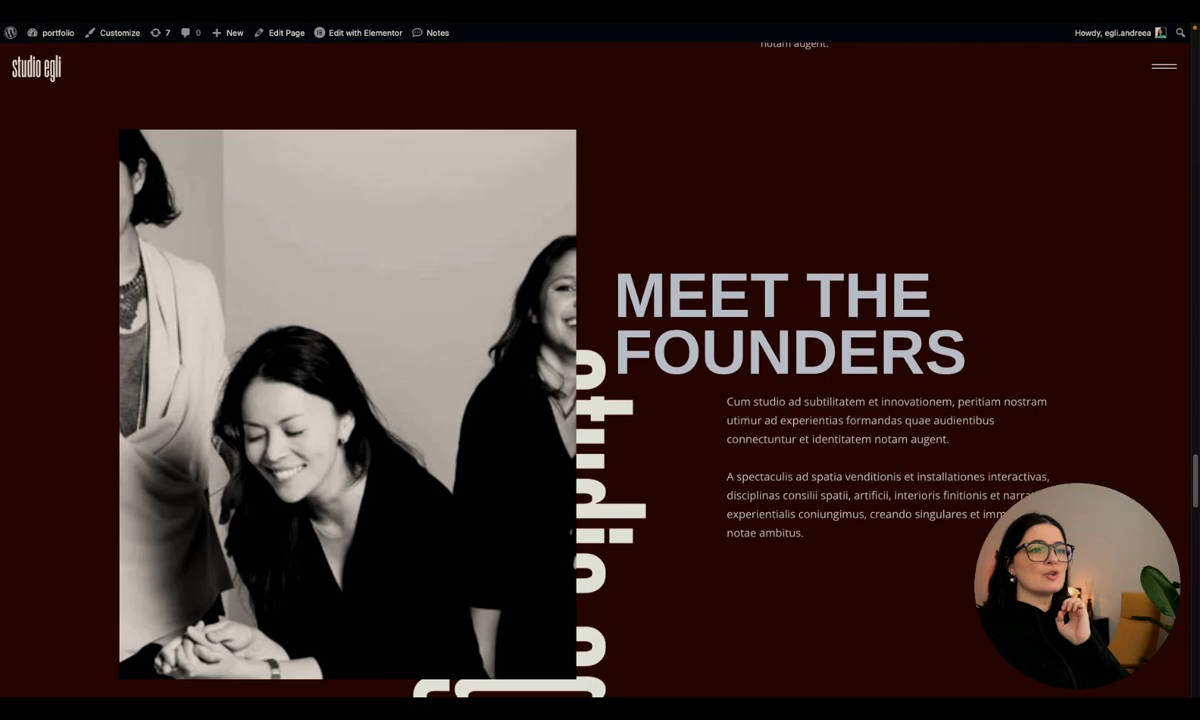 portfolio
Customize
7
0
New
Edit Page
Edit with Elementor
Notes
Howdy, egli.andreea
notam augent.
studio egli
MEET THE
FOUNDERS
Cum studio ad subtilitatem et innovationem, peritiam nostram
utimur ad experientias formandas quae audientibus
connectuntur et identitatem notam augent.
A spectaculis ad spatia venditionis et installationes interactivas,
disciplinas consilii spatii, artificii, interioris finitionis et
experientialis coniungimus, creando singulares et
notae ambitus.
studio